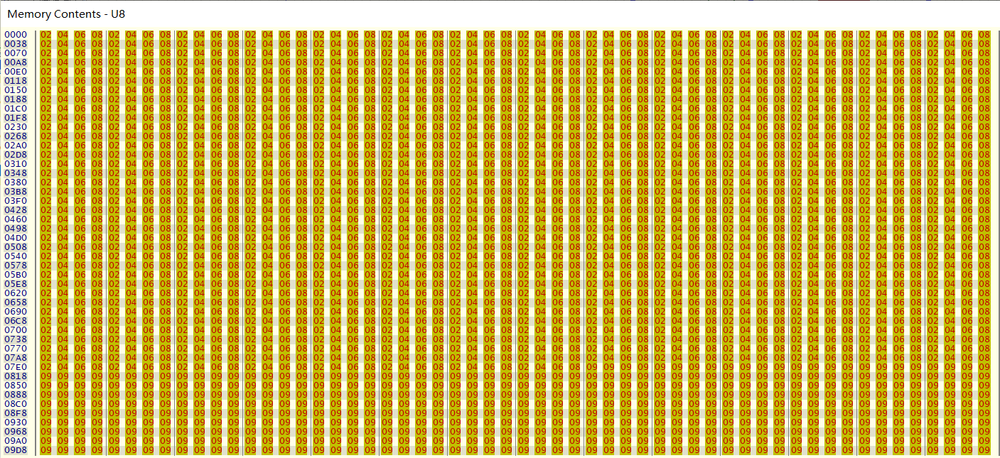 Memory Contents - U8
0000 02 04 06 08 02 04 06 08 02 04 06 08 02 04 06 08 02 04 06 08 02 04 06 08 02 04 06 08 02 04 06 08 02 04 06 08 02 04 06 08 02 04 06 08 02 04 06 08 02 04 06 08 02 04 06 08
0038 02 04 06 08 02 04 06 08 02 04 06 08 02 04 06 08 02 04 06 08 02 04 06 08 02 04 06 08 02 04 06 08 02 04 06 08 02 04 06 08 02 04 06 08 02 04 06 08 02 04 06 08 02 04 06 08
0070 02 04 06 08 02 04 06 08 02 04 06 08 02 04 06 08 02 04 06 08 02 04 06 08 02 04 06 08 02 04 06 08 02 04 06 08 02 04 06 08 02 04 06 08 02 04 06 08 02 04 06 08 02 04 06 08
00A8 02 04 06 08 02 04 06 08 02 04 06 08 02 04 06 08 02 04 06 08 02 04 06 08 02 04 06 08 02 04 06 08 02 04 06 08 02 04 06 08 02 04 06 08 02 04 06 08 02 04 06 08 02 04 06 08
00E0 02 04 06 08 02 04 06 08 02 04 06 08 02 04 06 08 02 04 06 08 02 04 06 08 02 04 06 08 02 04 06 08 02 04 06 08 02 04 06 08 02 04 06 08 02 04 06 08 02 04 06 08 02 04 06 08
0118 02 04 06 08 02 04 06 08 02 04 06 08 02 04 06 08 02 04 06 08 02 04 06 08 02 04 06 08 02 04 06 08 02 04 06 08 02 04 06 08 02 04 06 08 02 04 06 08 02 04 06 08 02 04 06 08
0150 02 04 06 08 02 04 06 08 02 04 06 08 02 04 06 08 02 04 06 08 02 04 06 08 02 04 06 08 02 04 06 08 02 04 06 08 02 04 06 08 02 04 06 08 02 04 06 08 02 04 06 08 02 04 06 08
0188 02 04 06 08 02 04 06 08 02 04 06 08 02 04 06 08 02 04 06 08 02 04 06 08 02 04 06 08 02 04 06 08 02 04 06 08 02 04 06 08 02 04 06 08 02 04 06 08 02 04 06 08 02 04 06 08
01C0 02 04 06 08 02 04 06 08 02 04 06 08 02 04 06 08 02 04 06 08 02 04 06 08 02 04 06 08 02 04 06 08 02 04 06 08 02 04 06 08 02 04 06 08 02 04 06 08 02 04 06 08 02 04 06 08
01F8 02 04 06 08 02 04 06 08 02 04 06 08 02 04 06 08 02 04 06 08 02 04 06 08 02 04 06 08 02 04 06 08 02 04 06 08 02 04 06 08 02 04 06 08 02 04 06 08 02 04 06 08 02 04 06 08
0230 02 04 06 08 02 04 06 08 02 04 06 08 02 04 06 08 02 04 06 08 02 04 06 08 02 04 06 08 02 04 06 08 02 04 06 08 02 04 06 08 02 04 06 08 02 04 06 08 02 04 06 08 02 04 06 08
0268 02 04 06 08 02 04 06 08 02 04 06 08 02 04 06 08 02 04 06 08 02 04 06 08 02 04 06 08 02 04 06 08 02 04 06 08 02 04 06 08 02 04 06 08 02 04 06 08 02 04 06 08 02 04 06 08
02A0 02 04 06 08 02 04 06 08 02 04 06 08 02 04 06 08 02 04 06 08 02 04 06 08 02 04 06 08 02 04 06 08 02 04 06 08 02 04 06 08 02 04 06 08 02 04 06 08 02 04 06 08 02 04 06 08
02D8 02 04 06 08 02 04 06 08 02 04 06 08 02 04 06 08 02 04 06 08 02 04 06 08 02 04 06 08 02 04 06 08 02 04 06 08 02 04 06 08 02 04 06 08 02 04 06 08 02 04 06 08 02 04 06 08
0310 02 04 06 08 02 04 06 08 02 04 06 08 02 04 06 08 02 04 06 08 02 04 06 08 02 04 06 08 02 04 06 08 02 04 06 08 02 04 06 08 02 04 06 08 02 04 06 08 02 04 06 08 02 04 06 08
0348 02 04 06 08 02 04 06 08 02 04 06 08 02 04 06 08 02 04 06 08 02 04 06 08 02 04 06 08 02 04 06 08 02 04 06 08 02 04 06 08 02 04 06 08 02 04 06 08 02 04 06 08 02 04 06 08
0380 02 04 06 08 02 04 06 08 02 04 06 08 02 04 06 08 02 04 06 08 02 04 06 08 02 04 06 08 02 04 06 08 02 04 06 08 02 04 06 08 02 04 06 08 02 04 06 08 02 04 06 08 02 04 06 08
03B8 02 04 06 08 02 04 06 08 02 04 06 08 02 04 06 08 02 04 06 08 02 04 06 08 02 04 06 08 02 04 06 08 02 04 06 08 02 04 06 08 02 04 06 08 02 04 06 08 02 04 06 08 02 04 06 08
03F0 02 04 06 08 02 04 06 08 02 04 06 08 02 04 06 08 02 04 06 08 02 04 06 08 02 04 06 08 02 04 06 08 02 04 06 08 02 04 06 08 02 04 06 08 02 04 06 08 02 04 06 08 02 04 06 08
0428 02 04 06 08 02 04 06 08 02 04 06 08 02 04 06 08 02 04 06 08 02 04 06 08 02 04 06 08 02 04 06 08 02 04 06 08 02 04 06 08 02 04 06 08 02 04 06 08 02 04 06 08 02 04 06 08
0460 02 04 06 08 02 04 06 08 02 04 06 08 02 04 06 08 02 04 06 08 02 04 06 08 02 04 06 08 02 04 06 08 02 04 06 08 02 04 06 08 02 04 06 08 02 04 06 08 02 04 06 08 02 04 06 08
0498 02 04 06 08 02 04 06 08 02 04 06 08 02 04 06 08 02 04 06 08 02 04 06 08 02 04 06 08 02 04 06 08 02 04 06 08 02 04 06 08 02 04 06 08 02 04 06 08 02 04 06 08 02 04 06 08
04D0 02 04 06 08 02 04 06 08 02 04 06 08 02 04 06 08 02 04 06 08 02 04 06 08 02 04 06 08 02 04 06 08 02 04 06 08 02 04 06 08 02 04 06 08 02 04 06 08 02 04 06 08 02 04 06 08
0508 02 04 06 08 02 04 06 08 02 04 06 08 02 04 06 08 02 04 06 08 02 04 06 08 02 04 06 08 02 04 06 08 02 04 06 08 02 04 06 08 02 04 06 08 02 04 06 08 02 04 06 08 02 04 06 08
0540 02 04 06 08 02 04 06 08 02 04 06 08 02 04 06 08 02 04 06 08 02 04 06 08 02 04 06 08 02 04 06 08 02 04 06 08 02 04 06 08 02 04 06 08 02 04 06 08 02 04 06 08 02 04 06 08
0578 02 04 06 08 02 04 06 08 02 04 06 08 02 04 06 08 02 04 06 08 02 04 06 08 02 04 06 08 02 04 06 08 02 04 06 08 02 04 06 08 02 04 06 08 02 04 06 08 02 04 06 08 02 04 06 08
05B0 02 04 06 08 02 04 06 08 02 04 06 08 02 04 06 08 02 04 06 08 02 04 06 08 02 04 06 08 02 04 06 08 02 04 06 08 02 04 06 08 02 04 06 08 02 04 06 08 02 04 06 08 02 04 06 08
05E8 02 04 06 08 02 04 06 08 02 04 06 08 02 04 06 08 02 04 06 08 02 04 06 08 02 04 06 08 02 04 06 08 02 04 06 08 02 04 06 08 02 04 06 08 02 04 06 08 02 04 06 08 02 04 06 08
0620 02 04 06 08 02 04 06 08 02 04 06 08 02 04 06 08 02 04 06 08 02 04 06 08 02 04 06 08 02 04 06 08 02 04 06 08 02 04 06 08 02 04 06 08 02 04 06 08 02 04 06 08 02 04 06 08
0658 02 04 06 08 02 04 06 08 02 04 06 08 02 04 06 08 02 04 06 08 02 04 06 08 02 04 06 08 02 04 06 08 02 04 06 08 02 04 06 08 02 04 06 08 02 04 06 08 02 04 06 08 02 04 06 08
0690 02 04 06 08 02 04 06 08 02 04 06 08 02 04 06 08 02 04 06 08 02 04 06 08 02 04 06 08 02 04 06 08 02 04 06 08 02 04 06 08 02 04 06 08 02 04 06 08 02 04 06 08 02 04 06 08
06C8 02 04 06 08 02 04 06 08 02 04 06 08 02 04 06 08 02 04 06 08 02 04 06 08 02 04 06 08 02 04 06 08 02 04 06 08 02 04 06 08 02 04 06 08 02 04 06 08 02 04 06 08 02 04 06 08
0700 02 04 06 08 02 04 06 08 02 04 06 08 02 04 06 08 02 04 06 08 02 04 06 08 02 04 06 08 02 04 06 08 02 04 06 08 02 04 06 08 02 04 06 08 02 04 06 08 02 04 06 08 02 04 06 08
0738 02 04 06 08 02 04 06 08 02 04 06 08 02 04 06 08 02 04 06 08 02 04 06 08 02 04 06 08 02 04 06 08 02 04 06 08 02 04 06 08 02 04 06 08 02 04 06 08 02 04 06 08 02 04 06 08
0770 02 04 06 08 02 04 06 08 02 04 06 08 02 04 06 08 02 04 06 08 02 04 06 08 02 04 06 08 02 04 06 08 02 04 06 08 02 04 06 08 02 04 06 08 02 04 06 08 02 04 06 08 02 04 06 08
07A8 02 04 06 08 02 04 06 08 02 04 06 08 02 04 06 08 02 04 06 08 02 04 06 08 02 04 06 08 02 04 06 08 02 04 06 08 02 04 06 08 02 04 06 08 02 04 06 08 02 04 06 08 02 04 06 08
07E0 02 04 06 08 02 04 06 08 02 04 06 08 02 04 06 08 02 04 06 08 02 04 06 08 02 04 06 08 02 04 06 08 09 09 09 09 09 09 09 09 09 09 09 09 09 09 09 09 09 09 09 09 09 09 09 09
0818 09 09 09 09 09 09 09 09 09 09 09 09 09 09 09 09 09 09 09 09 09 09 09 09 09 09 09 09 09 09 09 09 09 09 09 09 09 09 09 09 09 09 09 09 09 09 09 09 09 09 09 09 09 09 09 09
0850 09 09 09 09 09 09 09 09 09 09 09 09 09 09 09 09 09 09 09 09 09 09 09 09 09 09 09 09 09 09 09 09 09 09 09 09 09 09 09 09 09 09 09 09 09 09 09 09 09 09 09 09 09 09 09 09
0888 09 09 09 09 09 09 09 09 09 09 09 09 09 09 09 09 09 09 09 09 09 09 09 09 09 09 09 09 09 09 09 09 09 09 09 09 09 09 09 09 09 09 09 09 09 09 09 09 09 09 09 09 09 09 09 09
08C0 09 09 09 09 09 09 09 09 09 09 09 09 09 09 09 09 09 09 09 09 09 09 09 09 09 09 09 09 09 09 09 09 09 09 09 09 09 09 09 09 09 09 09 09 09 09 09 09 09 09 09 09 09 09 09 09
08F8 09 09 09 09 09 09 09 09 09 09 09 09 09 09 09 09 09 09 09 09 09 09 09 09 09 09 09 09 09 09 09 09 09 09 09 09 09 09 09 09 09 09 09 09 09 09 09 09 09 09 09 09 09 09 09 09
0930 09 09 09 09 09 09 09 09 09 09 09 09 09 09 09 09 09 09 09 09 09 09 09 09 09 09 09 09 09 09 09 09 09 09 09 09 09 09 09 09 09 09 09 09 09 09 09 09 09 09 09 09 09 09 09 09
0968 09 09 09 09 09 09 09 09 09 09 09 09 09 09 09 09 09 09 09 09 09 09 09 09 09 09 09 09 09 09 09 09 09 09 09 09 09 09 09 09 09 09 09 09 09 09 09 09 09 09 09 09 09 09 09 09
09A0 09 09 09 09 09 09 09 09 09 09 09 09 09 09 09 09 09 09 09 09 09 09 09 09 09 09 09 09 09 09 09 09 09 09 09 09 09 09 09 09 09 09 09 09 09 09 09 09 09 09 09 09 09 09 09 09
09D8 09 09 09 09 09 09 09 09 09 09 09 09 09 09 09 09 09 09 09 09 09 09 09 09 09 09 09 09 09 09 09 09 09 09 09 09 09 09 09 09 09 09 09 09 09 09 09 09 09 09 09 09 09 09 09 09